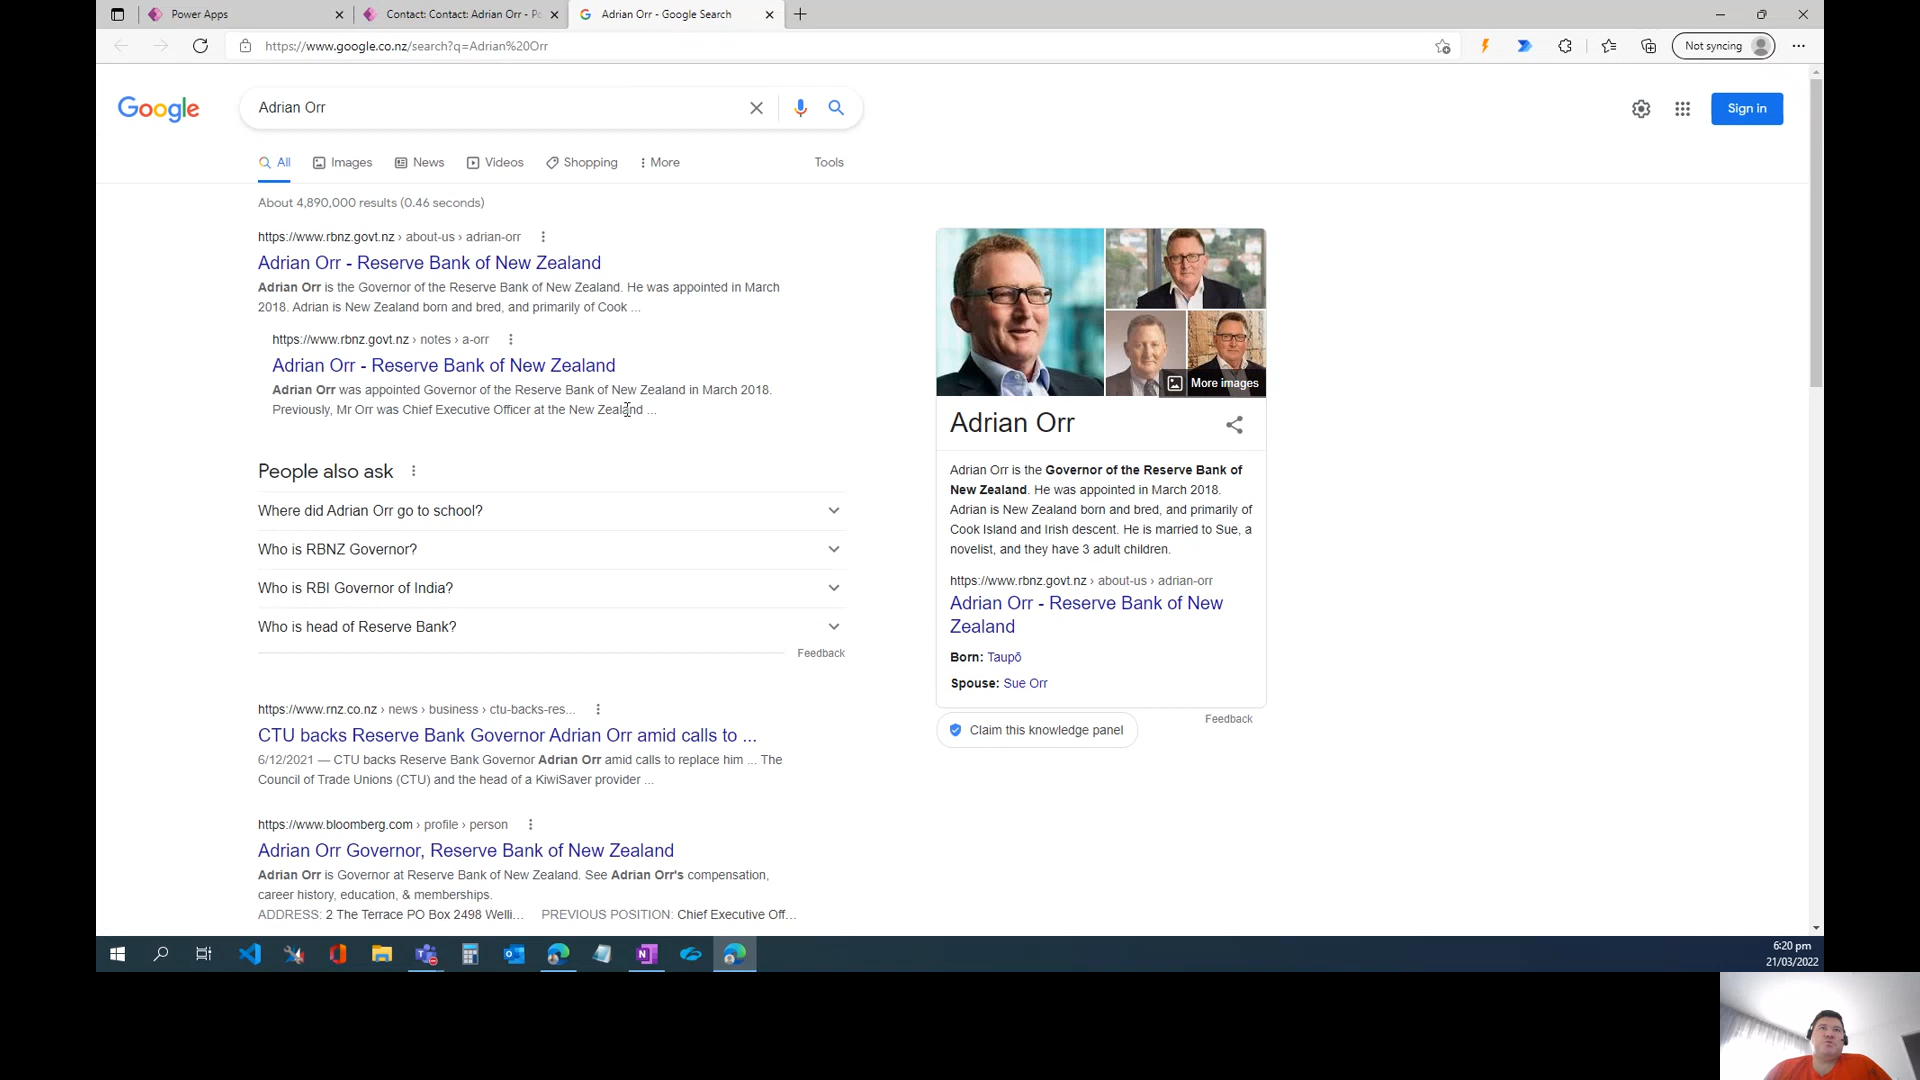 Power Apps
Contact: Contact: Adrian Orr - Po
Adrian Orr - Google Search
https://www.google.co.nz/search?q=Adrian%20Orr
Not syncing
Google
Adrian Orr
Sign in
All
Images
News
Videos
Shopping
More
Tools
About 4,890,000 results (0.46 seconds)
https://www.rbnz.govt.nz › about-us › adrian-orr
Adrian Orr - Reserve Bank of New Zealand
Adrian Orr is the Governor of the Reserve Bank of New Zealand. He was appointed in March
2018. Adrian is New Zealand born and bred, and primarily of Cook ...
https://www.rbnz.govt.nz › notes › a-orr
Adrian Orr - Reserve Bank of New Zealand
Adrian Orr was appointed Governor of the Reserve Bank of New Zealand in March 2018.
Previously, Mr Orr was Chief Executive Officer at the New Zealand ...
People also ask
Where did Adrian Orr go to school?
Who is RBNZ Governor?
Who is RBI Governor of India?
Who is head of Reserve Bank?
Feedback
https://www.rnz.co.nz › news › business › ctu-backs-res...
CTU backs Reserve Bank Governor Adrian Orr amid calls to ...
6/12/2021 — CTU backs Reserve Bank Governor Adrian Orr amid calls to replace him ... The
Council of Trade Unions (CTU) and the head of a KiwiSaver provider ...
https://www.bloomberg.com › profile › person
Adrian Orr Governor, Reserve Bank of New Zealand
Adrian Orr is Governor at Reserve Bank of New Zealand. See Adrian Orr's compensation,
career history, education, & memberships.
ADDRESS: 2 The Terrace PO Box 2498 Welli... PREVIOUS POSITION: Chief Executive Off...
More images
Adrian Orr
Adrian Orr is the Governor of the Reserve Bank of
New Zealand. He was appointed in March 2018.
Adrian is New Zealand born and bred, and primarily of
Cook Island and Irish descent. He is married to Sue, a
novelist, and they have 3 adult children.
https://www.rbnz.govt.nz › about-us › adrian-orr
Adrian Orr - Reserve Bank of New
Zealand
Born: Taupō
Spouse: Sue Orr
Feedback
Claim this knowledge panel
6:20 pm
21/03/2022